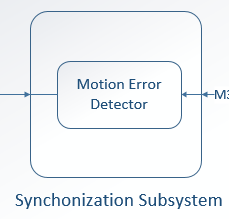 Motion Error
Detector
M3
Synchonization Subsystem